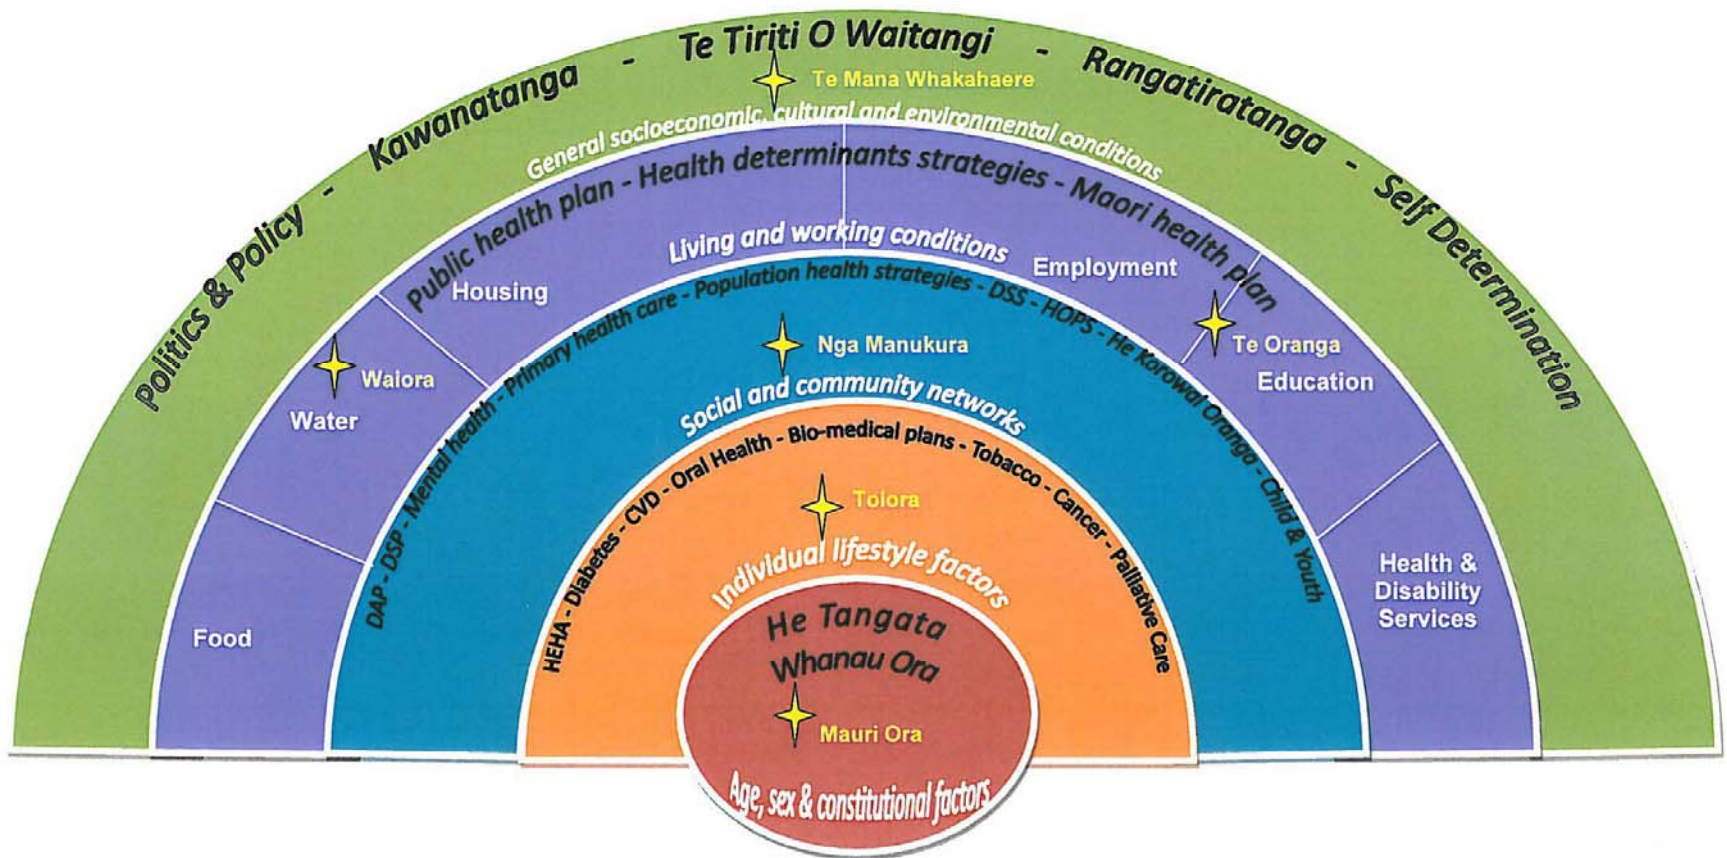 Politics & Policy - Kawanatanga - Te Tiriti O Waitangi - Rangatiratanga - Self Determination
Te Mana Whakahaere
General socioeconomic, cultural and environmental conditions
Public health plan - Health determinants strategies - Maori health plan
Living and working conditions
Housing
Employment
Waiora
Water
Te Oranga
Education
Food
Health &
Disability
Services
DAP - DSP - Mental health - Primary health care - Population health strategies - DSS - HOPS - He Korowai Oranga - Child & Youth
Nga Manukura
Social and community networks
HEHA - Diabetes - CVD - Oral Health - Bio-medical plans - Tobacco - Cancer - Palliative Care
Toiora
Individual lifestyle factors
He Tangata
Whanau Ora
Mauri Ora
Age, sex & constitutional factors